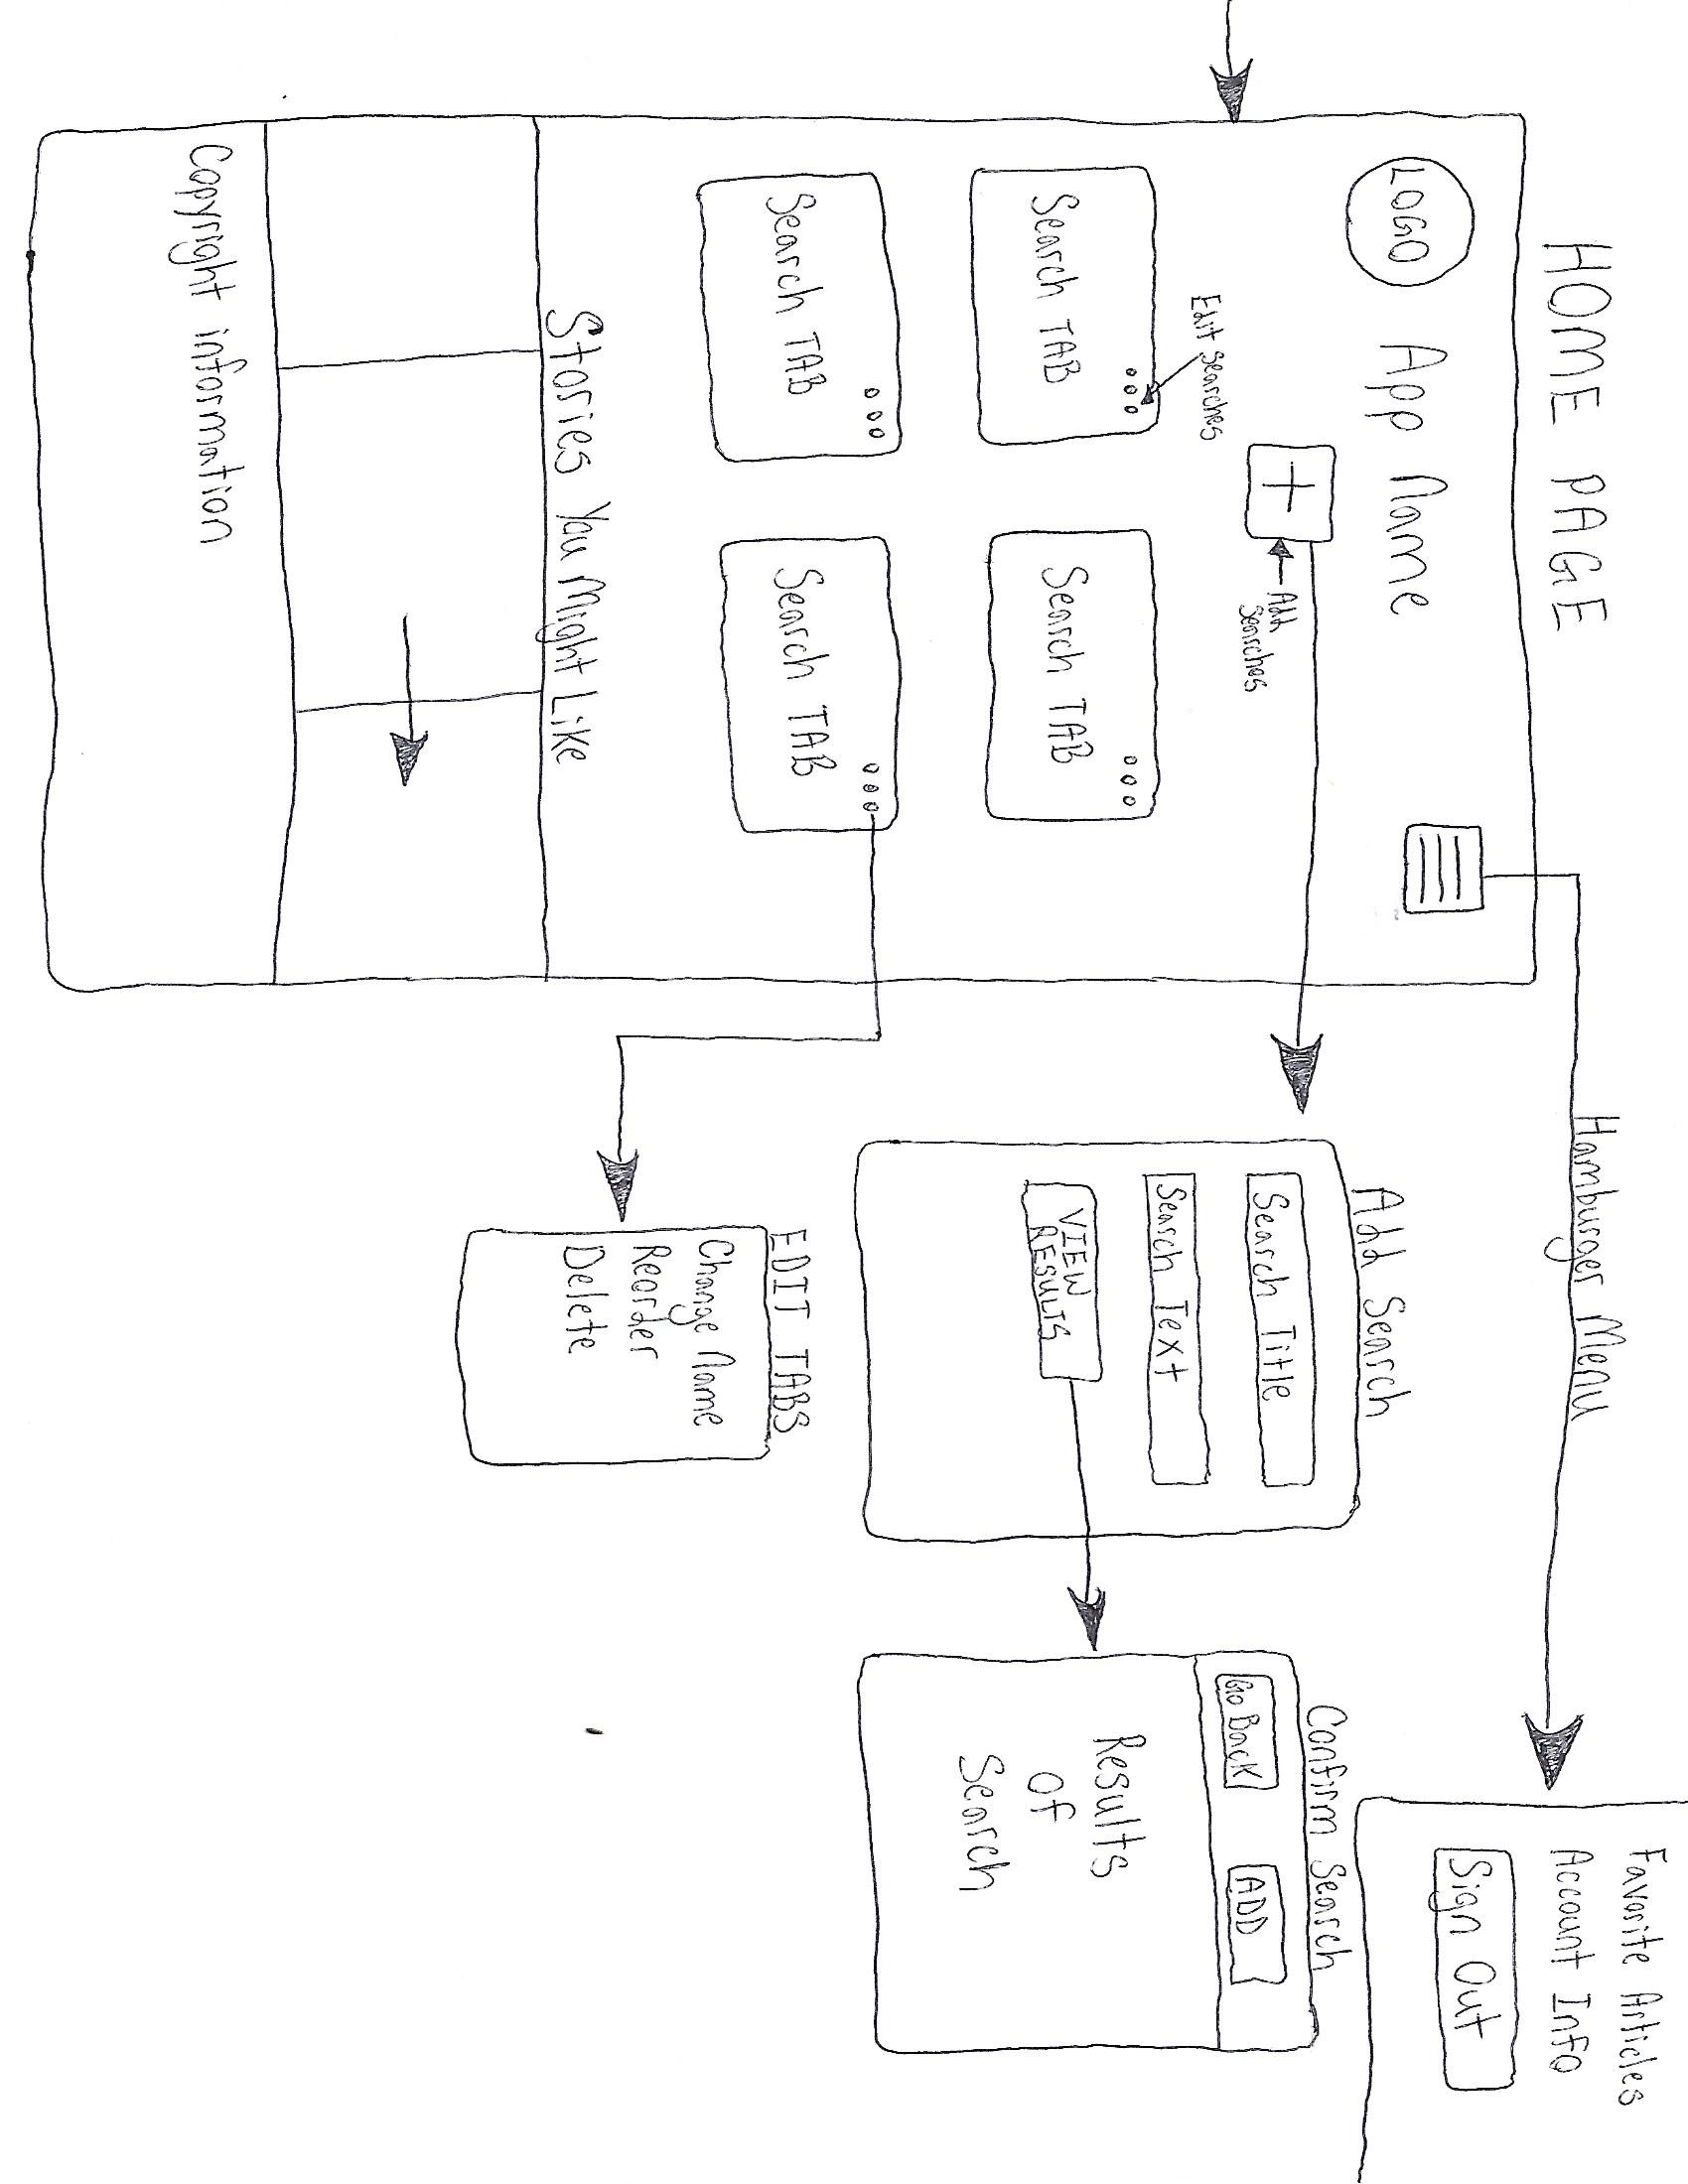 HOME PAGE
LOGO
App Name
+
Add
Searches
Edit Searches
Search TAB
Search TAB
Search TAB
Search TAB
Stories You Might Like
Copyright information
Hamburger Menu
Favorite Articles
Account Info
Sign Out
Add Search
Search Title
Search Text
VIEW
RESULTS
Confirm Search
Go Back
ADD
Results
Of
Search
EDIT TABS
Change Name
Reorder
Delete